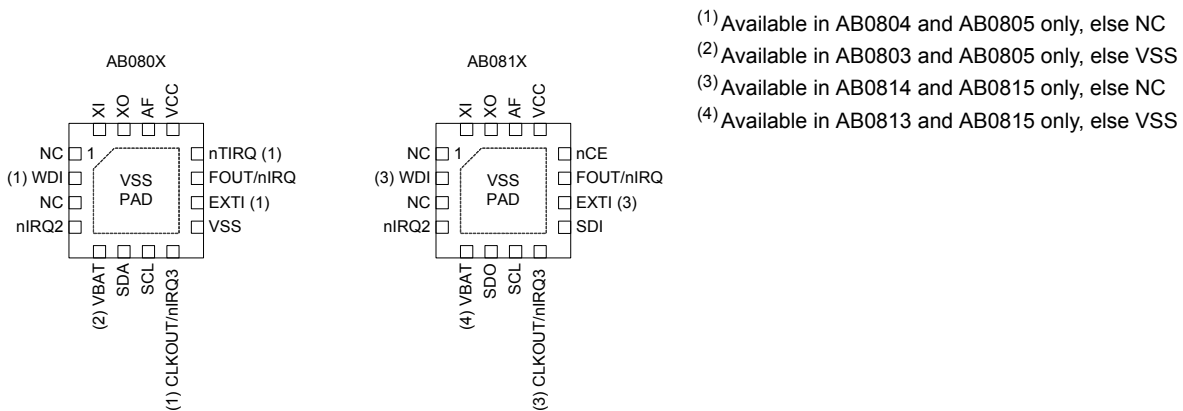 AB080X
XI
XO
AF
VCC
NC
1
nTIRQ (1)
(1) WDI
VSS
PAD
FOUT/nIRQ
NC
EXTI (1)
nIRQ2
VSS
(2) VBAT
SDA
SCL
(1) CLKOUT/nIRQ3
AB081X
XI
XO
AF
VCC
NC
1
nCE
(3) WDI
VSS
PAD
FOUT/nIRQ
NC
EXTI (3)
nIRQ2
SDI
(4) VBAT
SDO
SCL
(3) CLKOUT/nIRQ3
(1) Available in AB0804 and AB0805 only, else NC
(2) Available in AB0803 and AB0805 only, else VSS
(3) Available in AB0814 and AB0815 only, else NC
(4) Available in AB0813 and AB0815 only, else VSS